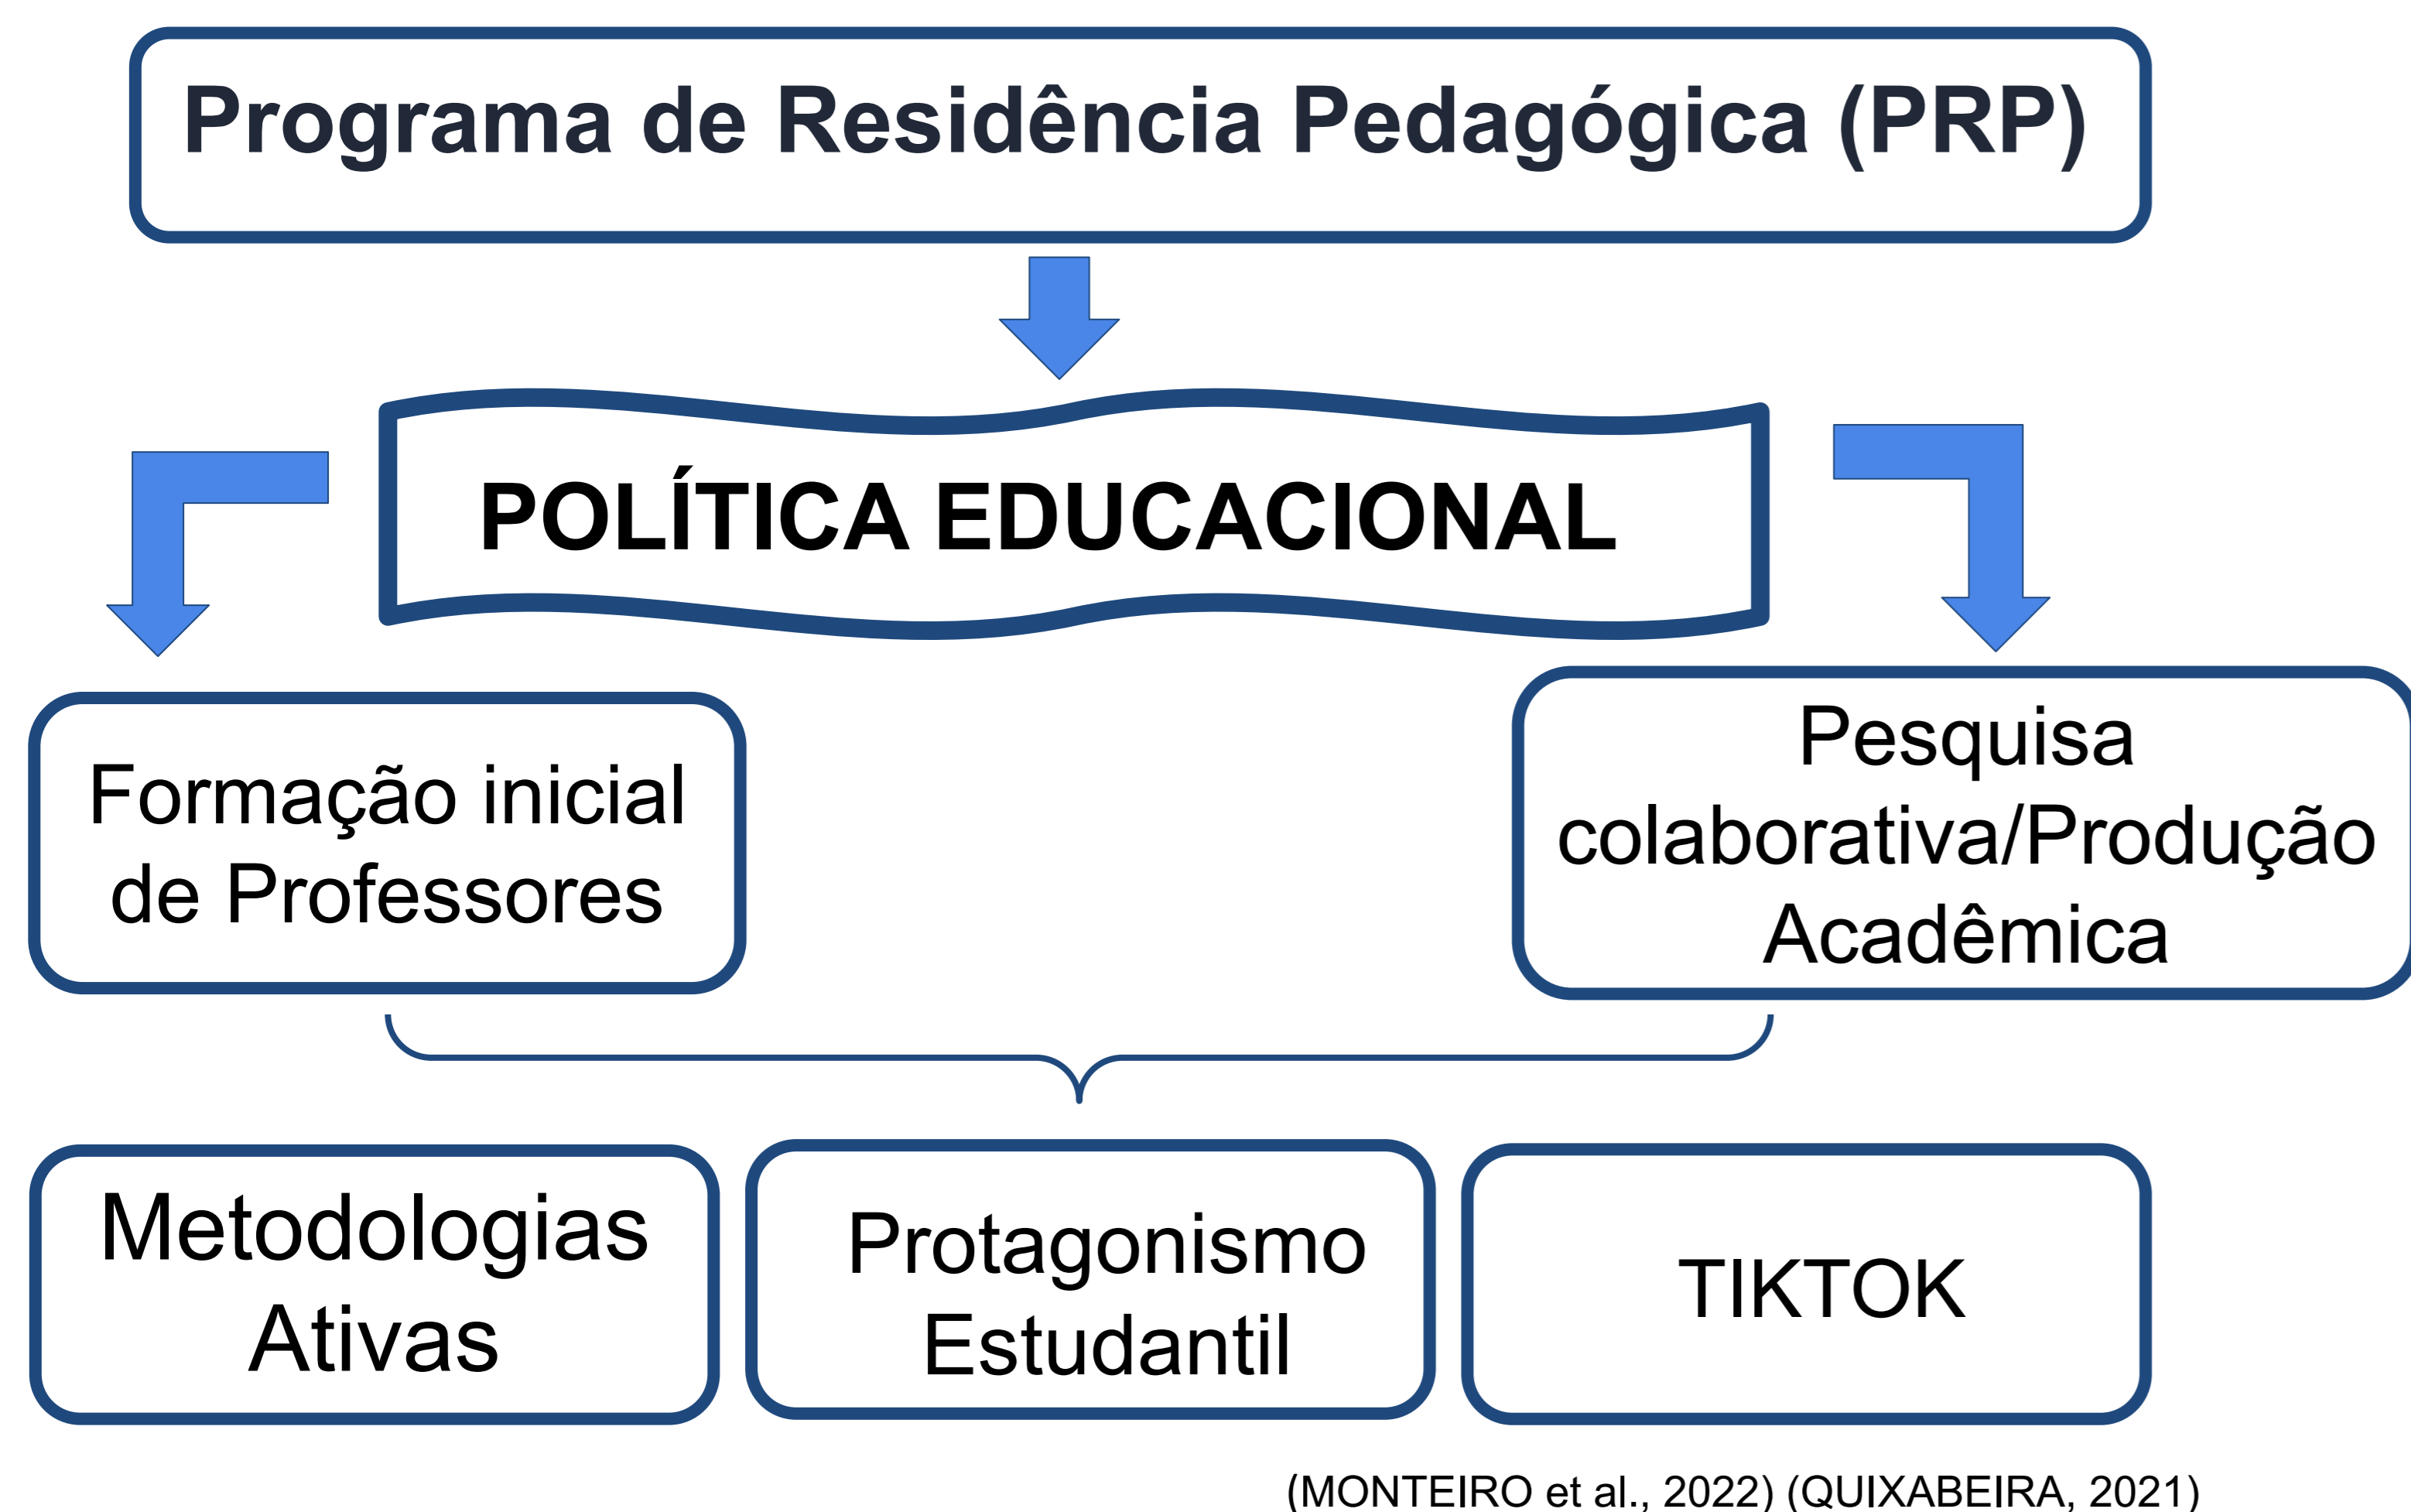 Programa de Residência Pedagógica (PRP)
POLÍTICA EDUCACIONAL
Formação inicial
de Professores
Pesquisa
colaborativa/Produção
Acadêmica
Metodologias
Ativas
Protagonismo
Estudantil
TIKTOK
(MONTEIRO et al., 2022) (QUIXABEIRA, 2021)